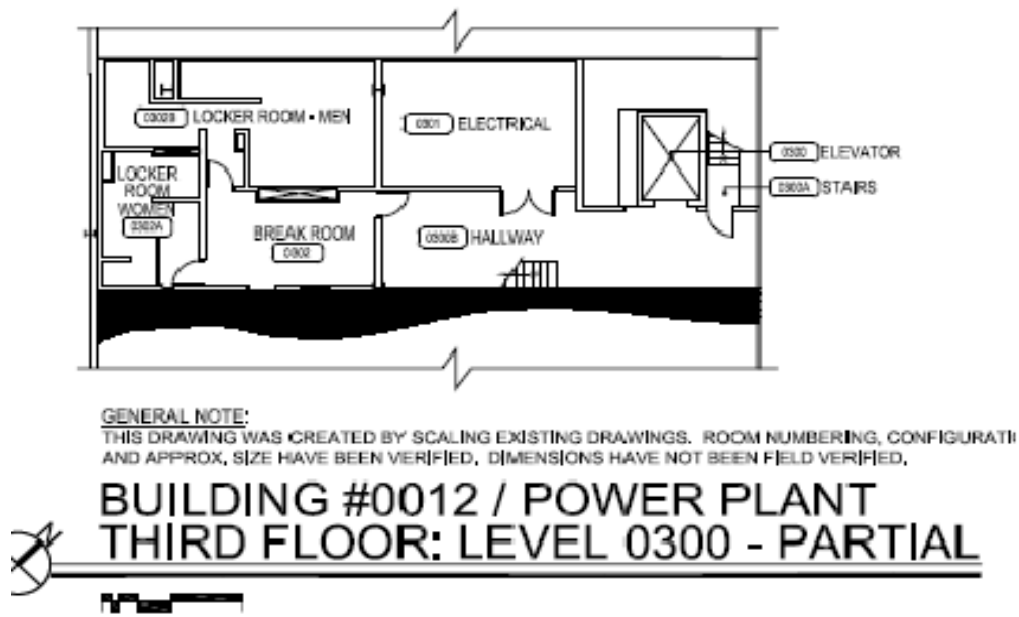 0302B LOCKER ROOM - MEN
0301 ELECTRICAL
0300 ELEVATOR
LOCKER
ROOM
WOMEN
0302A
0300A STAIRS
BREAK ROOM
0302
0300B HALLWAY
GENERAL NOTE:
THIS DRAWING WAS CREATED BY SCALING EXISTING DRAWINGS. ROOM NUMBERING, CONFIGURATI
AND APPROX. SIZE HAVE BEEN VERIFIED. DIMENSIONS HAVE NOT BEEN FIELD VERIFIED.
BUILDING #0012 / POWER PLANT
THIRD FLOOR: LEVEL 0300 - PARTIAL